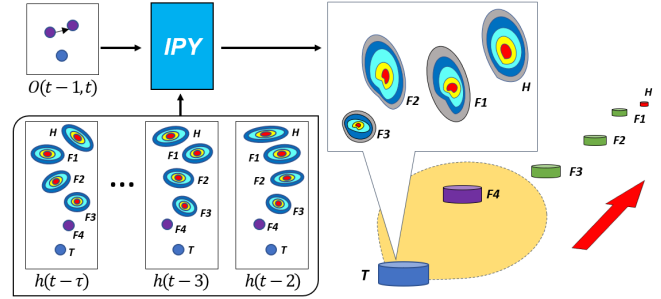 O(t − 1, t)
IPY
H
F1
F2
F3
F4
T
h(t − τ)
...
H
F1
F2
F3
F4
T
h(t − 3)
H
F1
F2
F3
F4
T
h(t − 2)
F3
F2
F1
H
T
F4
F3
F2
F1
H